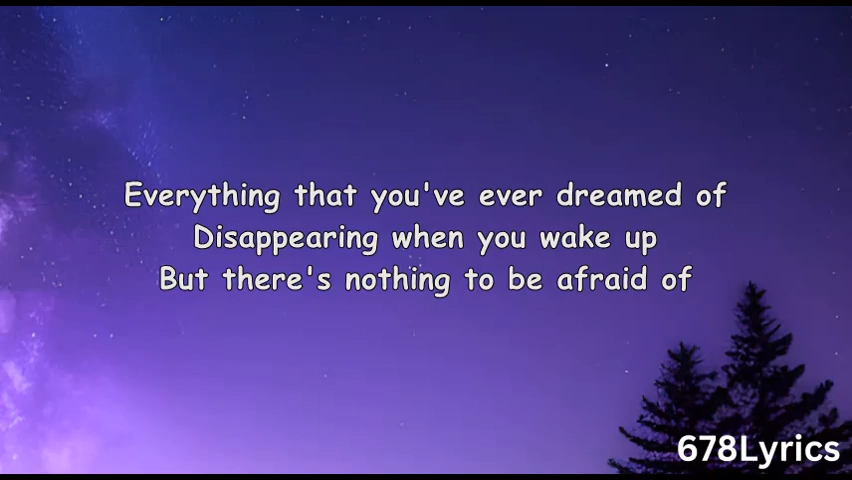 Everything that you've ever dreamed of
Disappearing when you wake up
But there's nothing to be afraid of
678Lyrics